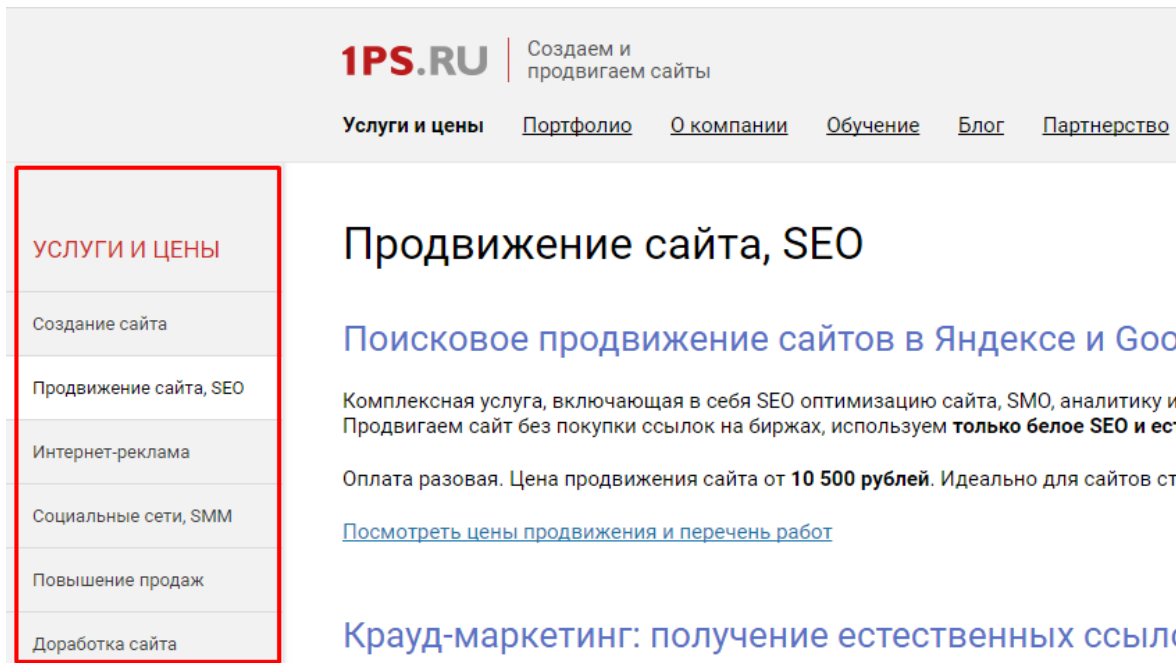 1PS.RU
Создаем и
продвигаем сайты
Услуги и цены Портфолио О компании Обучение Блог Партнерство
УСЛУГИ И ЦЕНЫ
Создание сайта
Продвижение сайта, SEO
Интернет-реклама
Социальные сети, SMM
Повышение продаж
Доработка сайта
Продвижение сайта, SEO
Поисковое продвижение сайтов в Яндексе и
Комплексная услуга, включающая в себя SEO оптимизацию сайта, SMO, аналитику и
Продвигаем сайт без покупки ссылок на биржах, используем только белое SEO и
Оплата разовая. Цена продвижения сайта от 10 500 рублей. Идеально для сайтов
Посмотреть цены продвижения и перечень работ
Крауд-маркетинг: получение естественных